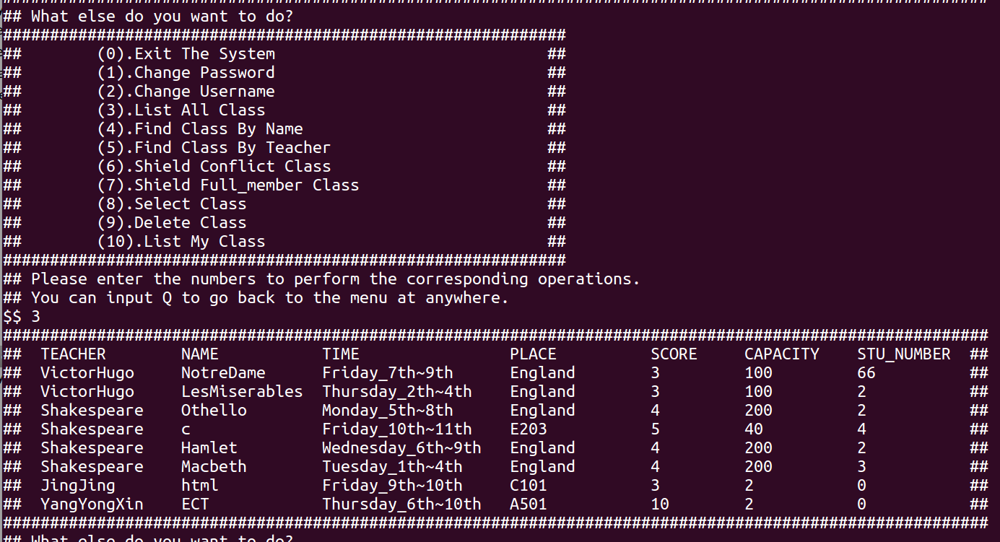 ## What else do you want to do?
############################################################
##        (0).Exit The System                             ##
##        (1).Change Password                             ##
##        (2).Change Username                             ##
##        (3).List All Class                              ##
##        (4).Find Class By Name                          ##
##        (5).Find Class By Teacher                       ##
##        (6).Shield Conflict Class                       ##
##        (7).Shield Full_member Class                    ##
##        (8).Select Class                                ##
##        (9).Delete Class                                ##
##        (10).List My Class                              ##
############################################################
## Please enter the numbers to perform the corresponding operations.
## You can input Q to go back to the menu at anywhere.
$$ 3
#########################################################################################################
##  TEACHER        NAME           TIME                PLACE          SCORE     CAPACITY    STU_NUMBER  ##
##  VictorHugo     NotreDame      Friday_7th~9th      England        3         100         66          ##
##  VictorHugo     LesMiserables  Thursday_2th~4th    England        3         100         2           ##
##  Shakespeare    Othello        Monday_5th~8th      England        4         200         2           ##
##  Shakespeare    c              Friday_10th~11th    E203           5         40          4           ##
##  Shakespeare    Hamlet         Wednesday_6th~9th   England        4         200         2           ##
##  Shakespeare    Macbeth        Tuesday_1th~4th     England        4         200         3           ##
##  JingJing       html           Friday_9th~10th     C101           3         2           0           ##
##  YangYongXin    ECT            Thursday_6th~10th   A501           10        2           0           ##
#########################################################################################################
## What else do you want to do?